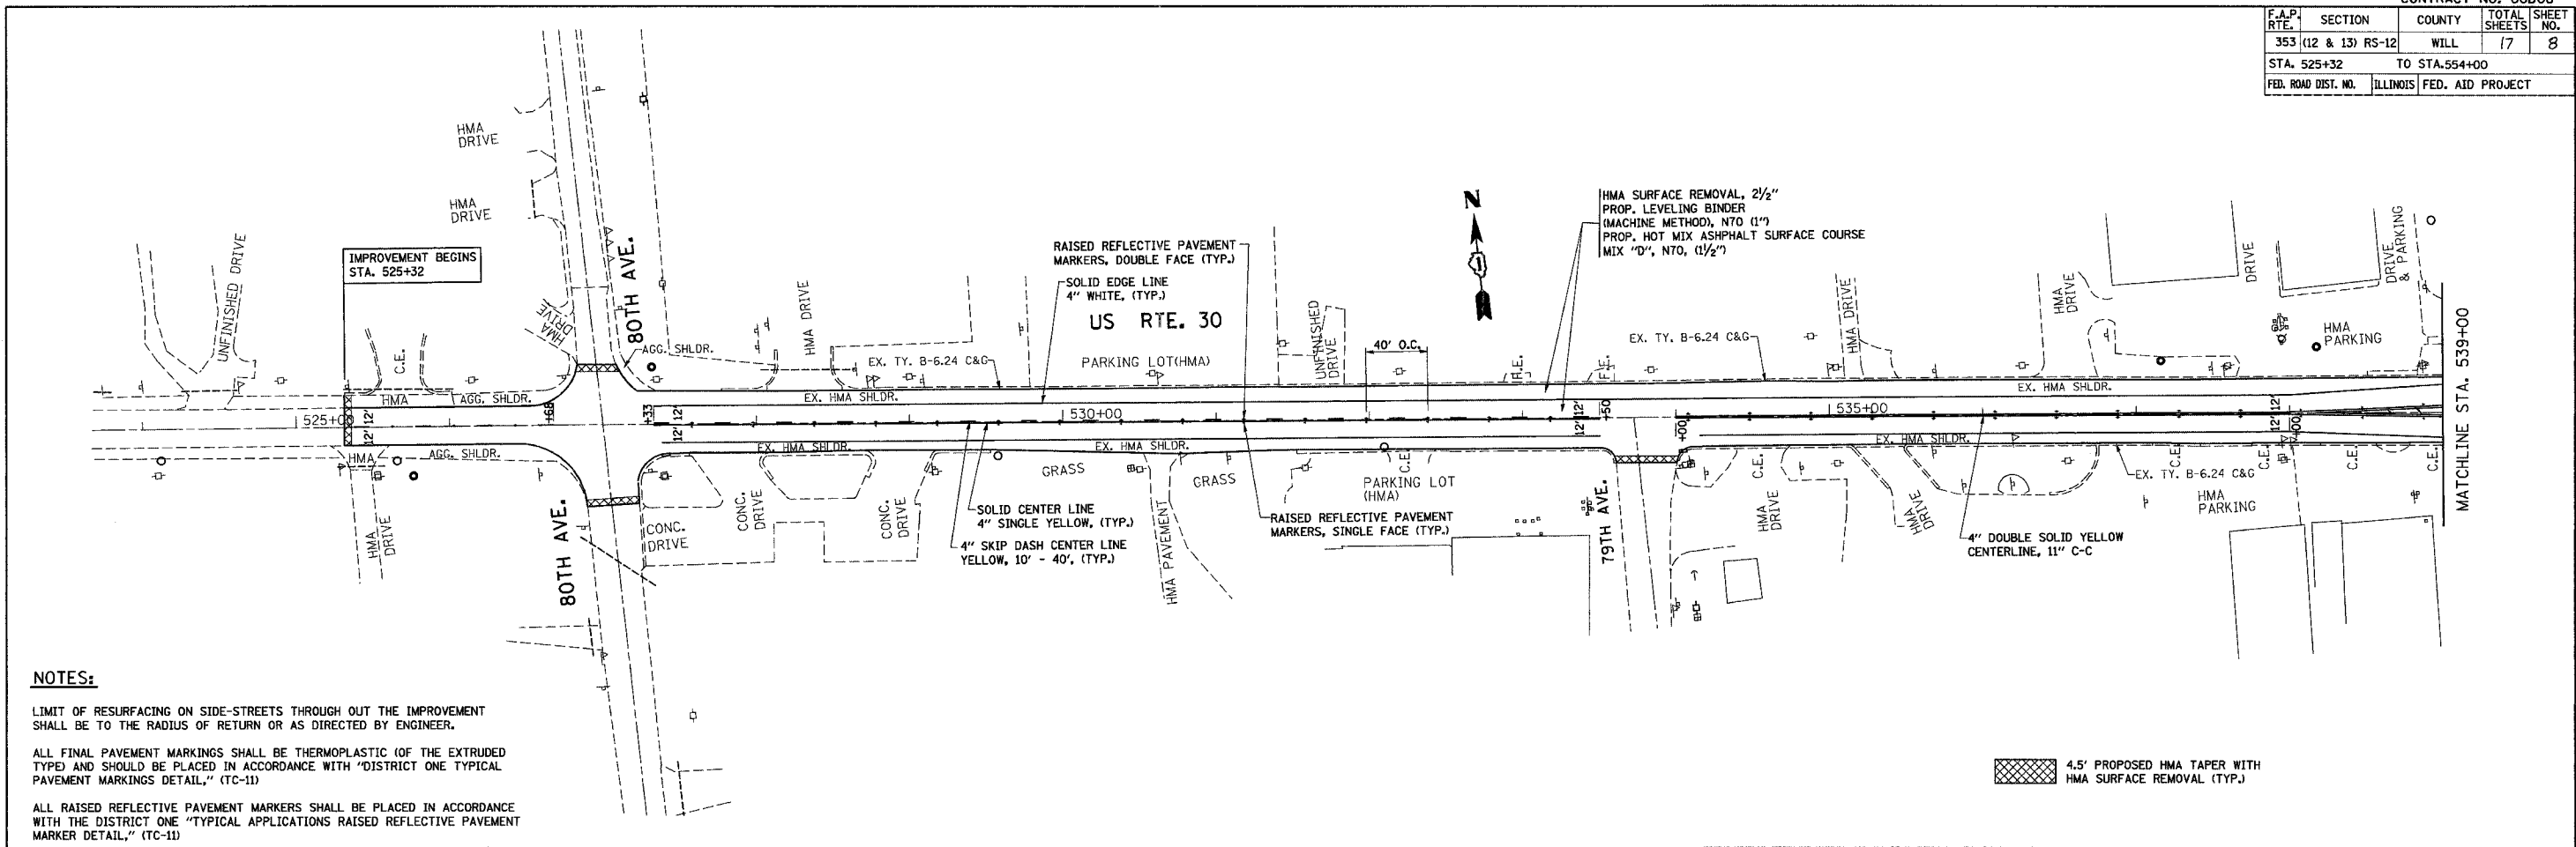 F.A.P. RTE. SECTION COUNTY TOTAL SHEETS SHEET NO.
353 (12 & 13) RS-12 WILL 17 8
STA. 525+32 TO STA.554+00
FED. ROAD DIST. NO. ILLINOIS FED. AID PROJECT
HMA
DRIVE
HMA
DRIVE
UNFINISHED DRIVE
IMPROVEMENT BEGINS
STA. 525+32
C.E.
HMA
DRIVE
80TH AVE.
AGG. SHLDR.
HMA DRIVE
RAISED REFLECTIVE PAVEMENT
MARKERS, DOUBLE FACE (TYP.)
SOLID EDGE LINE
4" WHITE, (TYP.)
US RTE. 30
EX. TY. B-6.24 C&G
PARKING LOT(HMA)
UNFINISHED
DRIVE
40' O.C.
N
HMA SURFACE REMOVAL, 2½"
PROP. LEVELING BINDER
(MACHINE METHOD), N70 (1")
PROP. HOT MIX ASHPHALT SURFACE COURSE
MIX "D", N70, (1½")
F.E.
EX. TY. B-6.24 C&G
HMA DRIVE
HMA
DRIVE
DRIVE
DRIVE
& PARKING
HMA
PARKING
MATCHLINE STA. 539+00
HMA
AGG. SHLDR.
EX. HMA SHLDR.
EX. HMA SHLDR.
525+00
12' 12'
+68
+33
12' 12'
530+00
12' 12'
+50
+00
535+00
12' 12'
+00
HMA
AGG. SHLDR.
EX. HMA SHLDR.
EX. HMA SHLDR.
EX. HMA SHLDR.
HMA
DRIVE
80TH AVE.
CONC.
DRIVE
CONC.
DRIVE
CONC.
DRIVE
GRASS
HMA PAVEMENT
GRASS
SOLID CENTER LINE
4" SINGLE YELLOW, (TYP.)
4" SKIP DASH CENTER LINE
YELLOW, 10' - 40', (TYP.)
RAISED REFLECTIVE PAVEMENT
MARKERS, SINGLE FACE (TYP.)
C.E.
PARKING LOT
(HMA)
79TH AVE.
C.E.
HMA
DRIVE
HMA
DRIVE
4" DOUBLE SOLID YELLOW
CENTERLINE, 11" C-C
C.E.
EX. TY. B-6.24 C&G
C.E.
HMA
PARKING
C.E.
C.E.
NOTES:
LIMIT OF RESURFACING ON SIDE-STREETS THROUGH OUT THE IMPROVEMENT
SHALL BE TO THE RADIUS OF RETURN OR AS DIRECTED BY ENGINEER.
ALL FINAL PAVEMENT MARKINGS SHALL BE THERMOPLASTIC (OF THE EXTRUDED
TYPE) AND SHOULD BE PLACED IN ACCORDANCE WITH "DISTRICT ONE TYPICAL
PAVEMENT MARKINGS DETAIL," (TC-11)
ALL RAISED REFLECTIVE PAVEMENT MARKERS SHALL BE PLACED IN ACCORDANCE
WITH THE DISTRICT ONE "TYPICAL APPLICATIONS RAISED REFLECTIVE PAVEMENT
MARKER DETAIL," (TC-11)
4.5' PROPOSED HMA TAPER WITH
HMA SURFACE REMOVAL (TYP.)